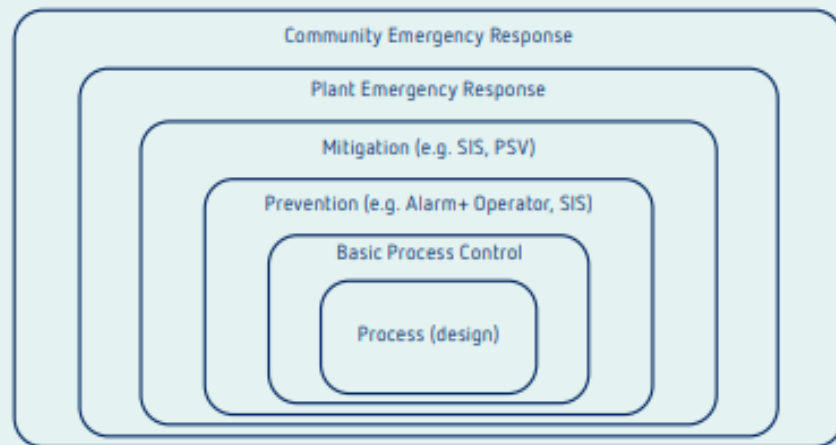 Community Emergency Response
Plant Emergency Response
Mitigation (e.g. SIS, PSV)
Prevention (e.g. Alarm+ Operator, SIS)
Basic Process Control
Process (design)